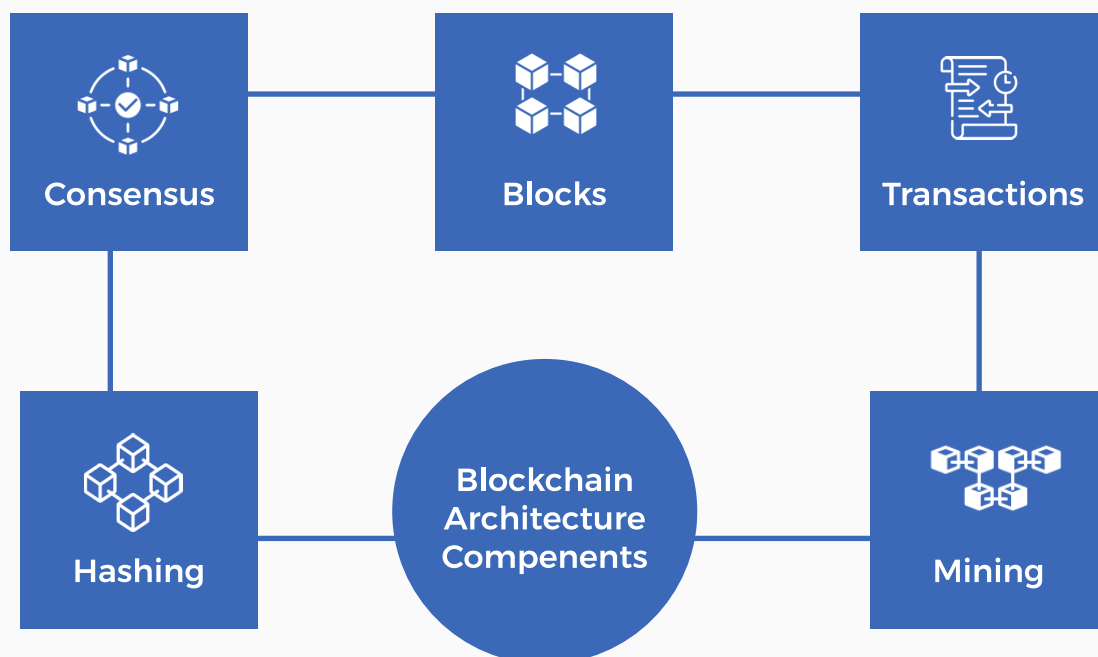 Consensus
Blocks
Transactions
Hashing
Blockchain
Architecture
Compenents
Mining